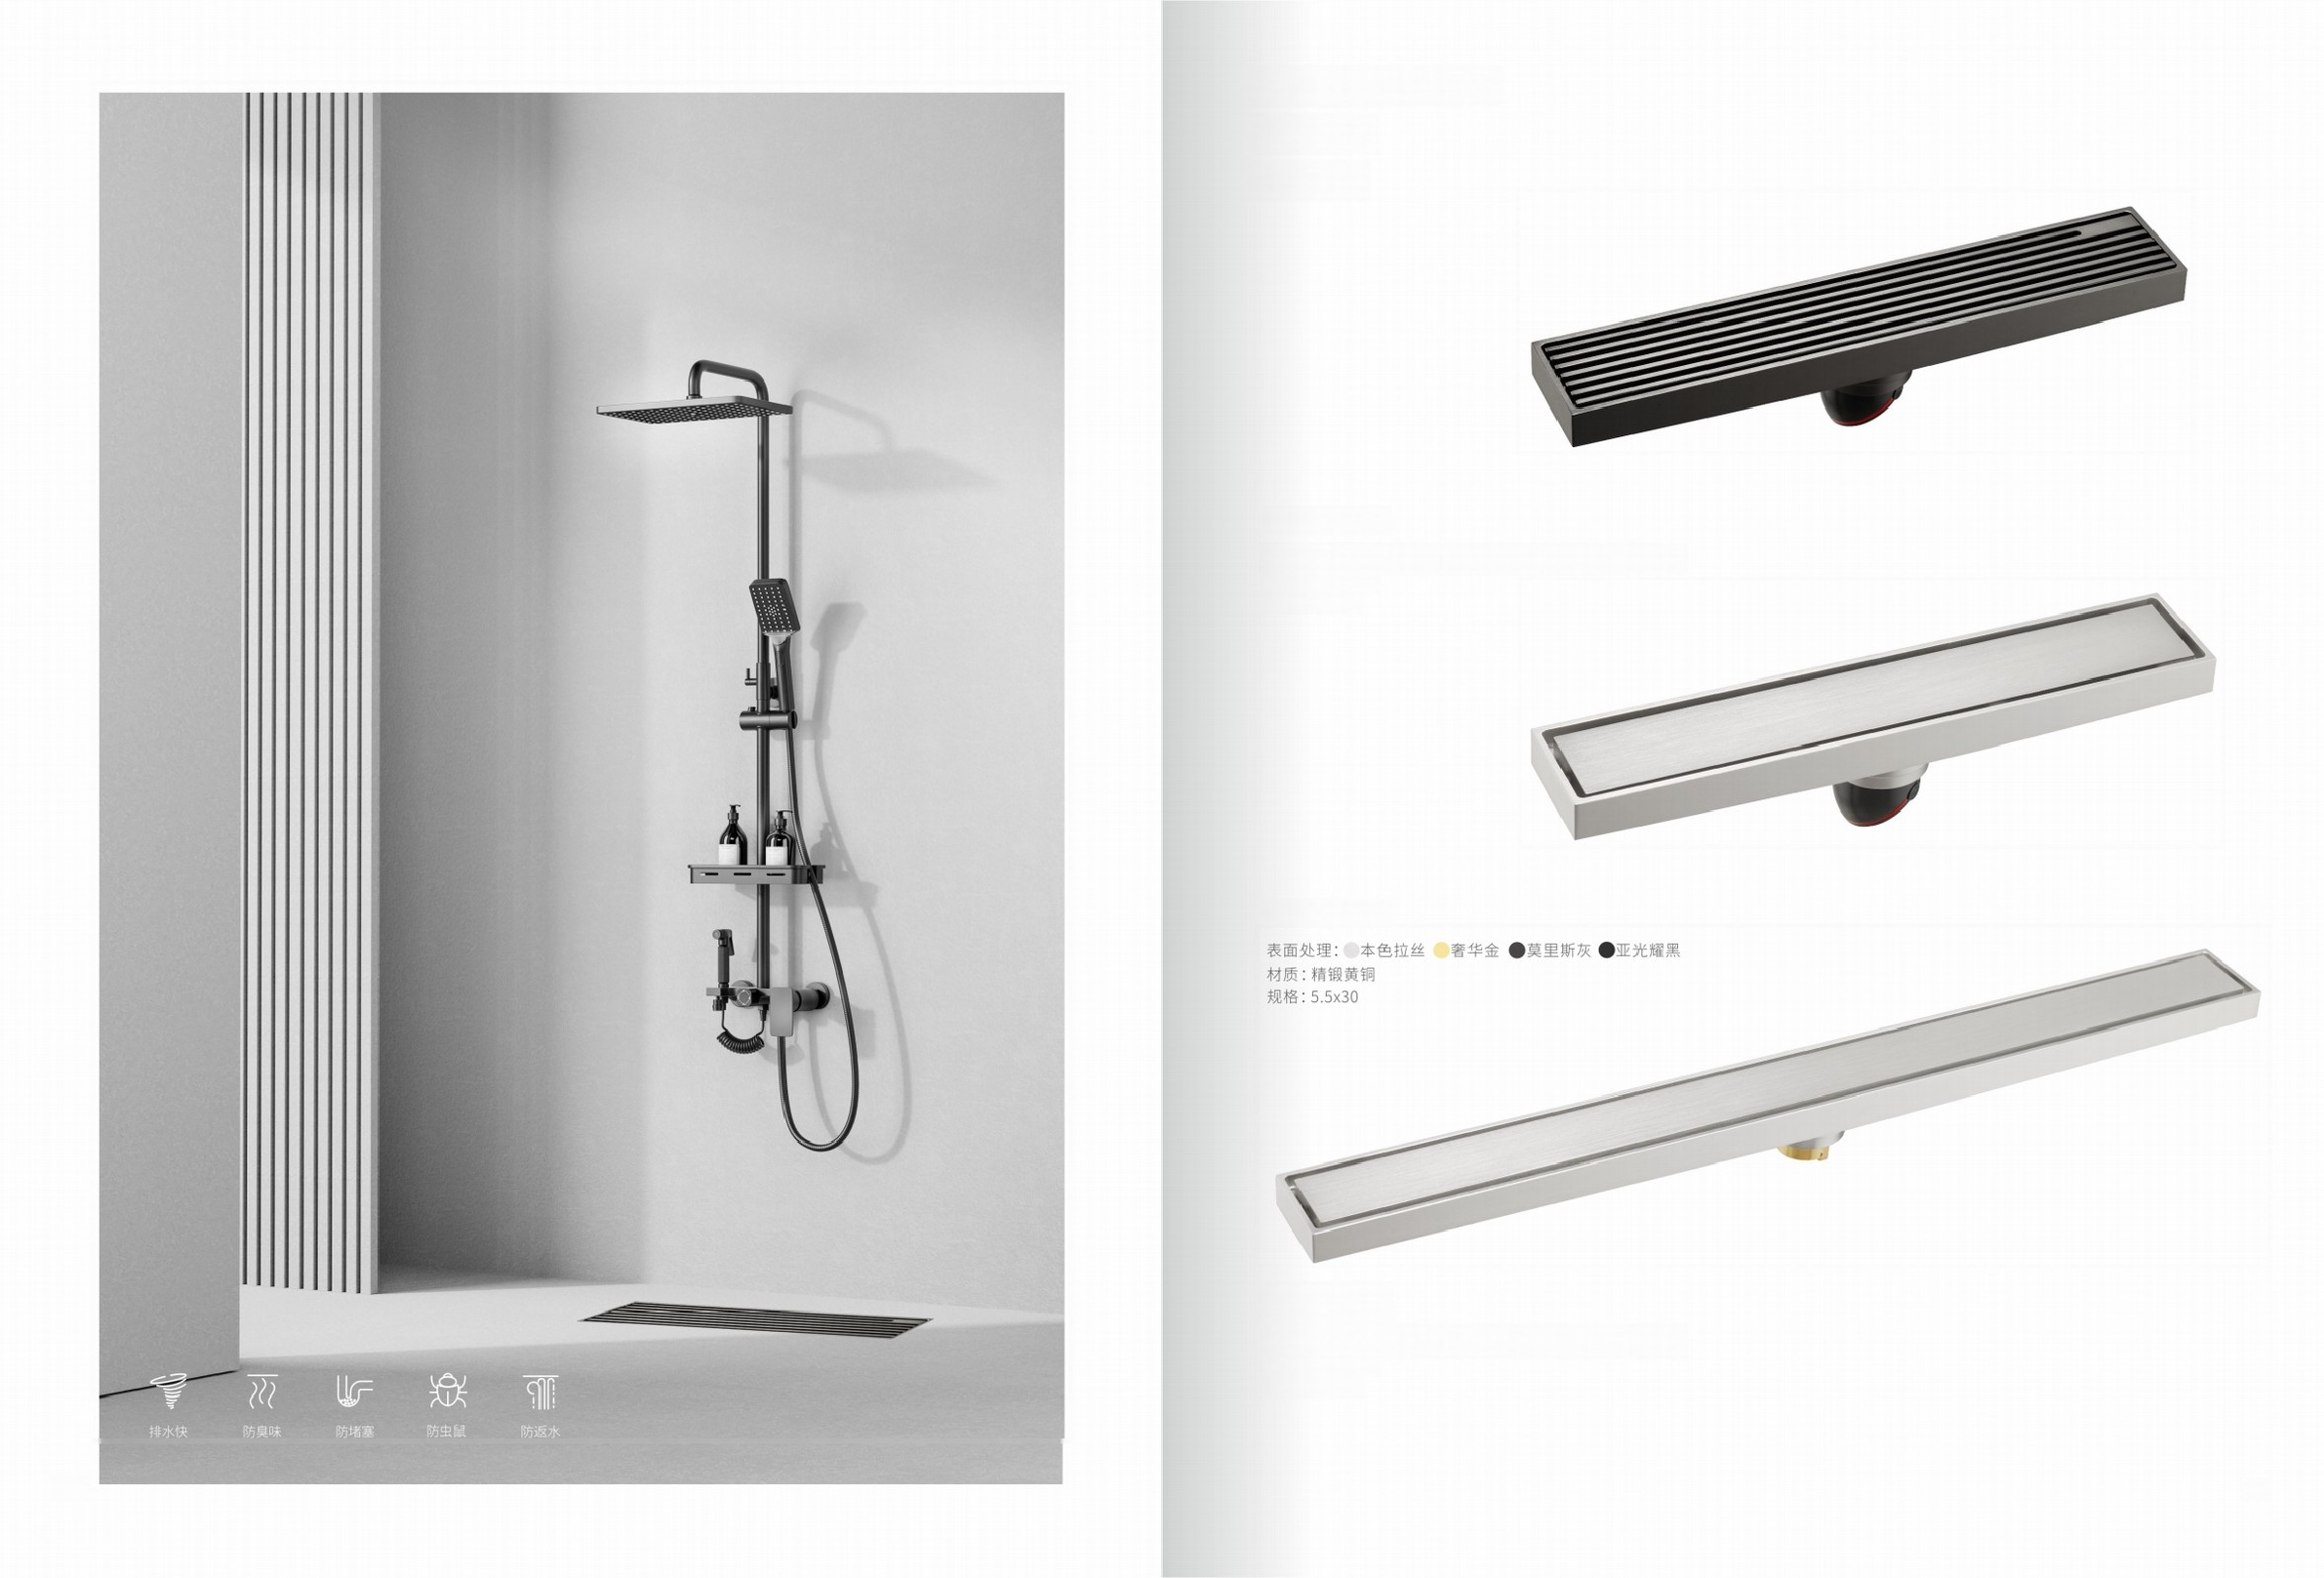 排水快 防臭味 防堵塞 防虫鼠 防返水
表面处理：本色拉丝 奢华金 莫里斯灰 亚光耀黑
材质：精锻黄铜
规格：5.5x30